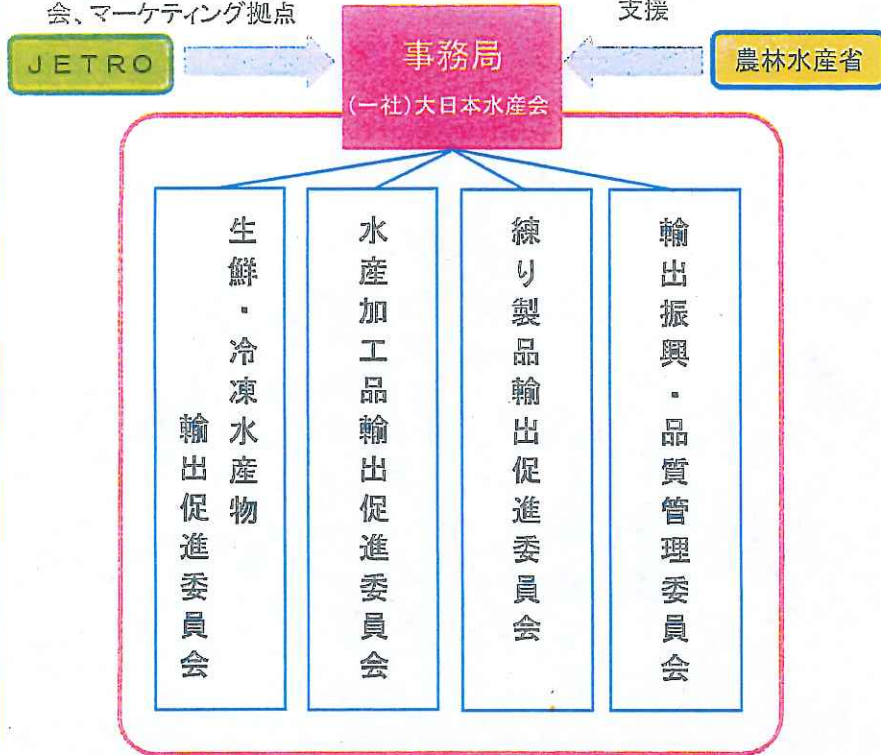 会、マーケティング拠点
支援
JETRO
事務局
(一社)大日本水産会
農林水産省
生鮮・冷凍水産物
輸出促進委員会
水産加工品輸出促進委員会
練り製品輸出促進委員会
輸出振興・品質管理委員会